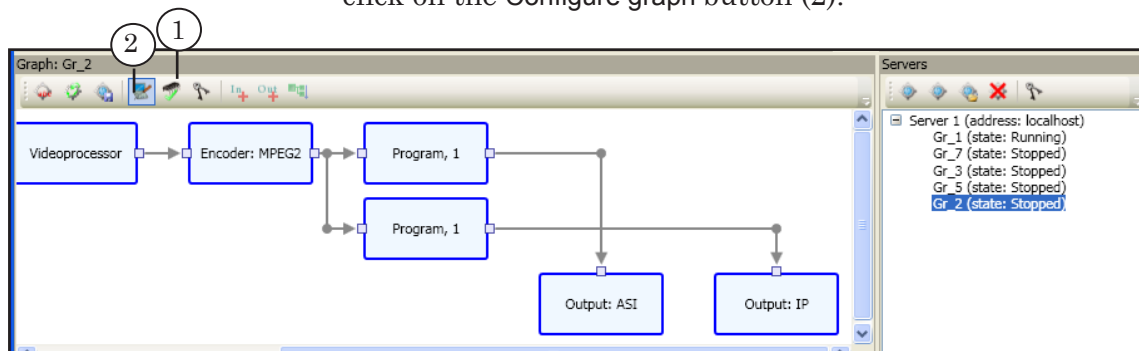 click on the Configure graph button (2).
2
1
Graph: Gr_2
In
Out
Videoprocessor
Encoder: MPEG2
Program, 1
Program, 1
Output: ASI
Output: IP
Servers
Server 1 (address: localhost)
Gr_1 (state: Running)
Gr_7 (state: Stopped)
Gr_3 (state: Stopped)
Gr_5 (state: Stopped)
Gr_2 (state: Stopped)